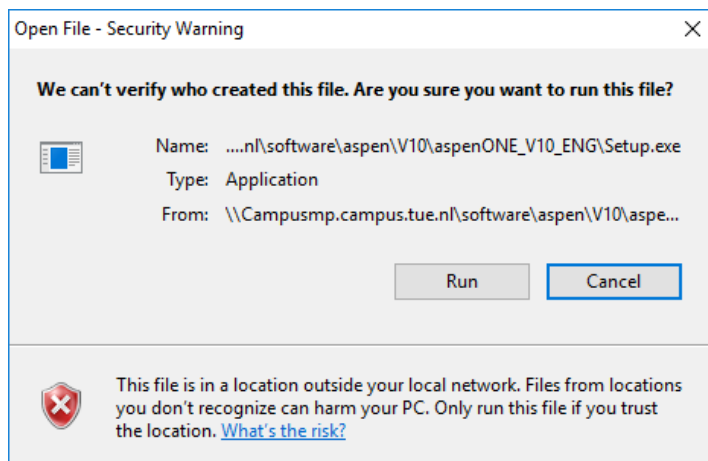 Open File - Security Warning
We can't verify who created this file. Are you sure you want to run this file?
Name: ....nl\software\aspen\V10\aspenONE_V10_ENG\Setup.exe
Type: Application
From: \\Campusmp.campus.tue.nl\software\aspen\V10\aspe...
Run Cancel
This file is in a location outside your local network. Files from locations
you don't recognize can harm your PC. Only run this file if you trust
the location. What's the risk?